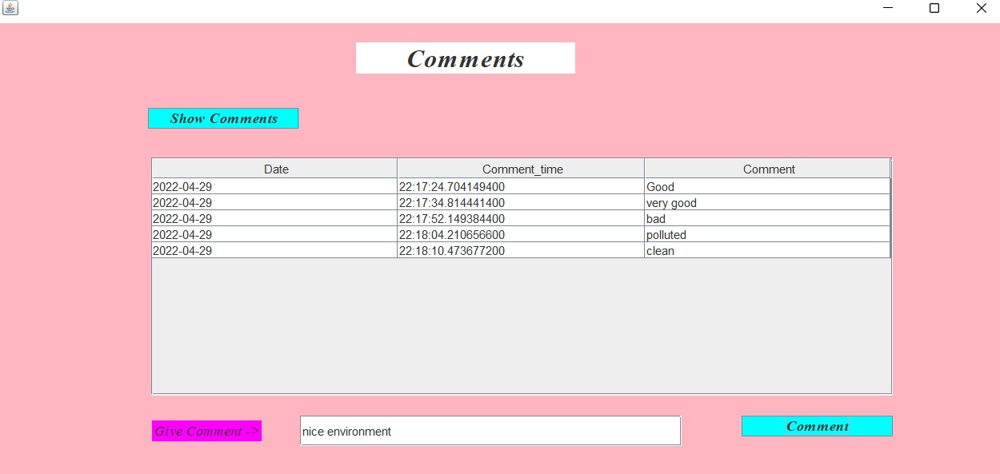 Comments
Show Comments
Date Comment_time Comment
2022-04-29 22:17:24.704149400 Good
2022-04-29 22:17:34.814441400 very good
2022-04-29 22:17:52.149384400 bad
2022-04-29 22:18:04.210656600 polluted
2022-04-29 22:18:10.473677200 clean
Give Comment -> nice environment Comment